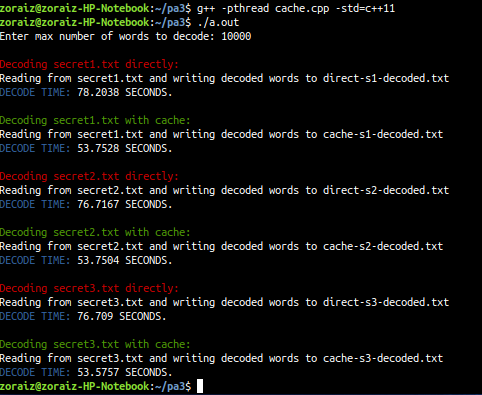 zoraiz@zoraiz-HP-Notebook:~/pa3$ g++ -pthread cache.cpp -std=c++11
zoraiz@zoraiz-HP-Notebook:~/pa3$ ./a.out
Enter max number of words to decode: 10000
Decoding secret1.txt directly:
Reading from secret1.txt and writing decoded words to direct-s1-decoded.txt
DECODE TIME: 78.2038 SECONDS.
Decoding secret1.txt with cache:
Reading from secret1.txt and writing decoded words to cache-s1-decoded.txt
DECODE TIME: 53.7528 SECONDS.
Decoding secret2.txt directly:
Reading from secret2.txt and writing decoded words to direct-s2-decoded.txt
DECODE TIME: 76.7167 SECONDS.
Decoding secret2.txt with cache:
Reading from secret2.txt and writing decoded words to cache-s2-decoded.txt
DECODE TIME: 53.7504 SECONDS.
Decoding secret3.txt directly:
Reading from secret3.txt and writing decoded words to direct-s3-decoded.txt
DECODE TIME: 76.709 SECONDS.
Decoding secret3.txt with cache:
Reading from secret3.txt and writing decoded words to cache-s3-decoded.txt
DECODE TIME: 53.5757 SECONDS.
zoraiz@zoraiz-HP-Notebook:~/pa3$